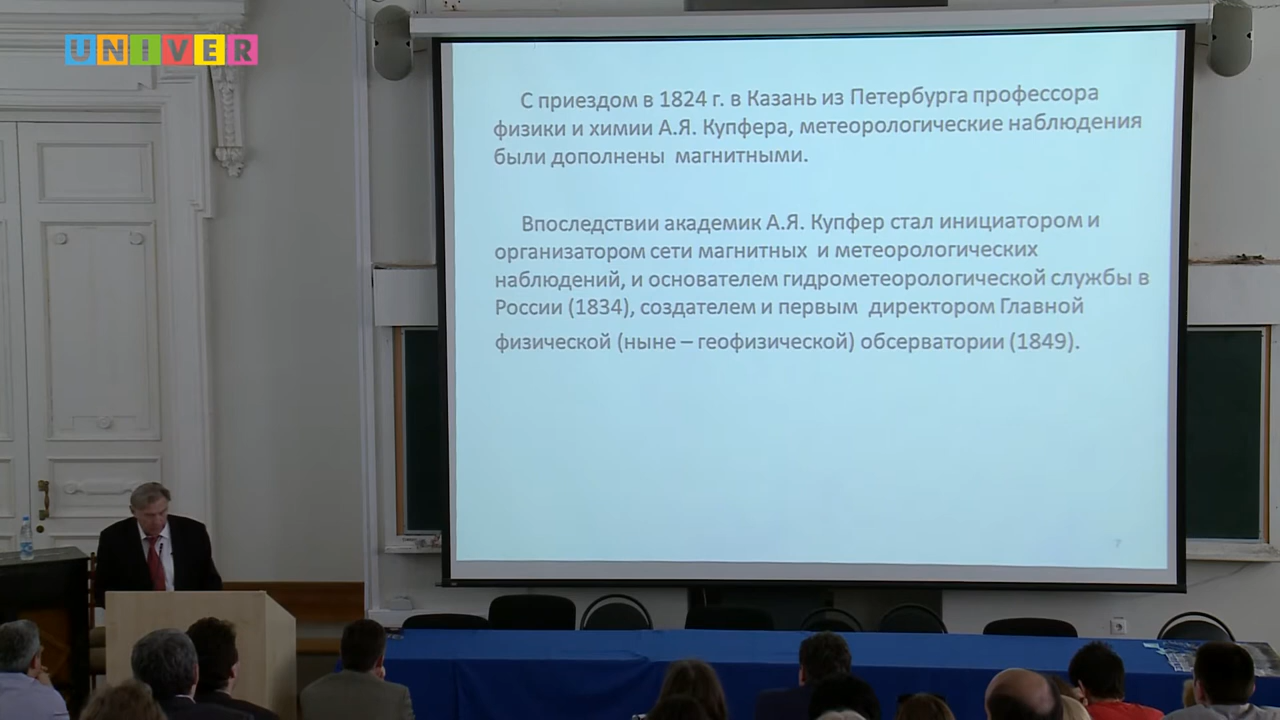 UNIVER
С приездом в 1824 г. в Казань из Петербурга профессора
физики и химии А.Я. Купфера, метеорологические наблюдения
были дополнены магнитными.
Впоследствии академик А.Я. Купфер стал инициатором и
организатором сети магнитных и метеорологических
наблюдений, и основателем гидрометеорологической службы в
России (1834), создателем и первым директором Главной
физической (ныне – геофизической) обсерватории (1849).